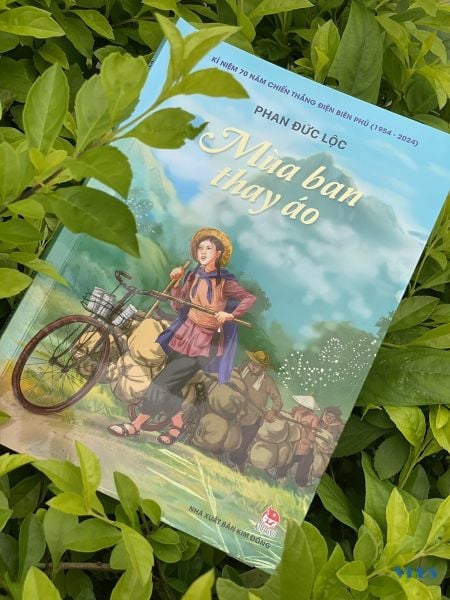 KỈ NIỆM 70 NĂM CHIẾN THẮNG ĐIỆN BIÊN PHỦ (1954 - 2024)
PHAN ĐỨC LỘC
Mùa ban
thay áo
NHÀ XUẤT BẢN KIM ĐỒNG